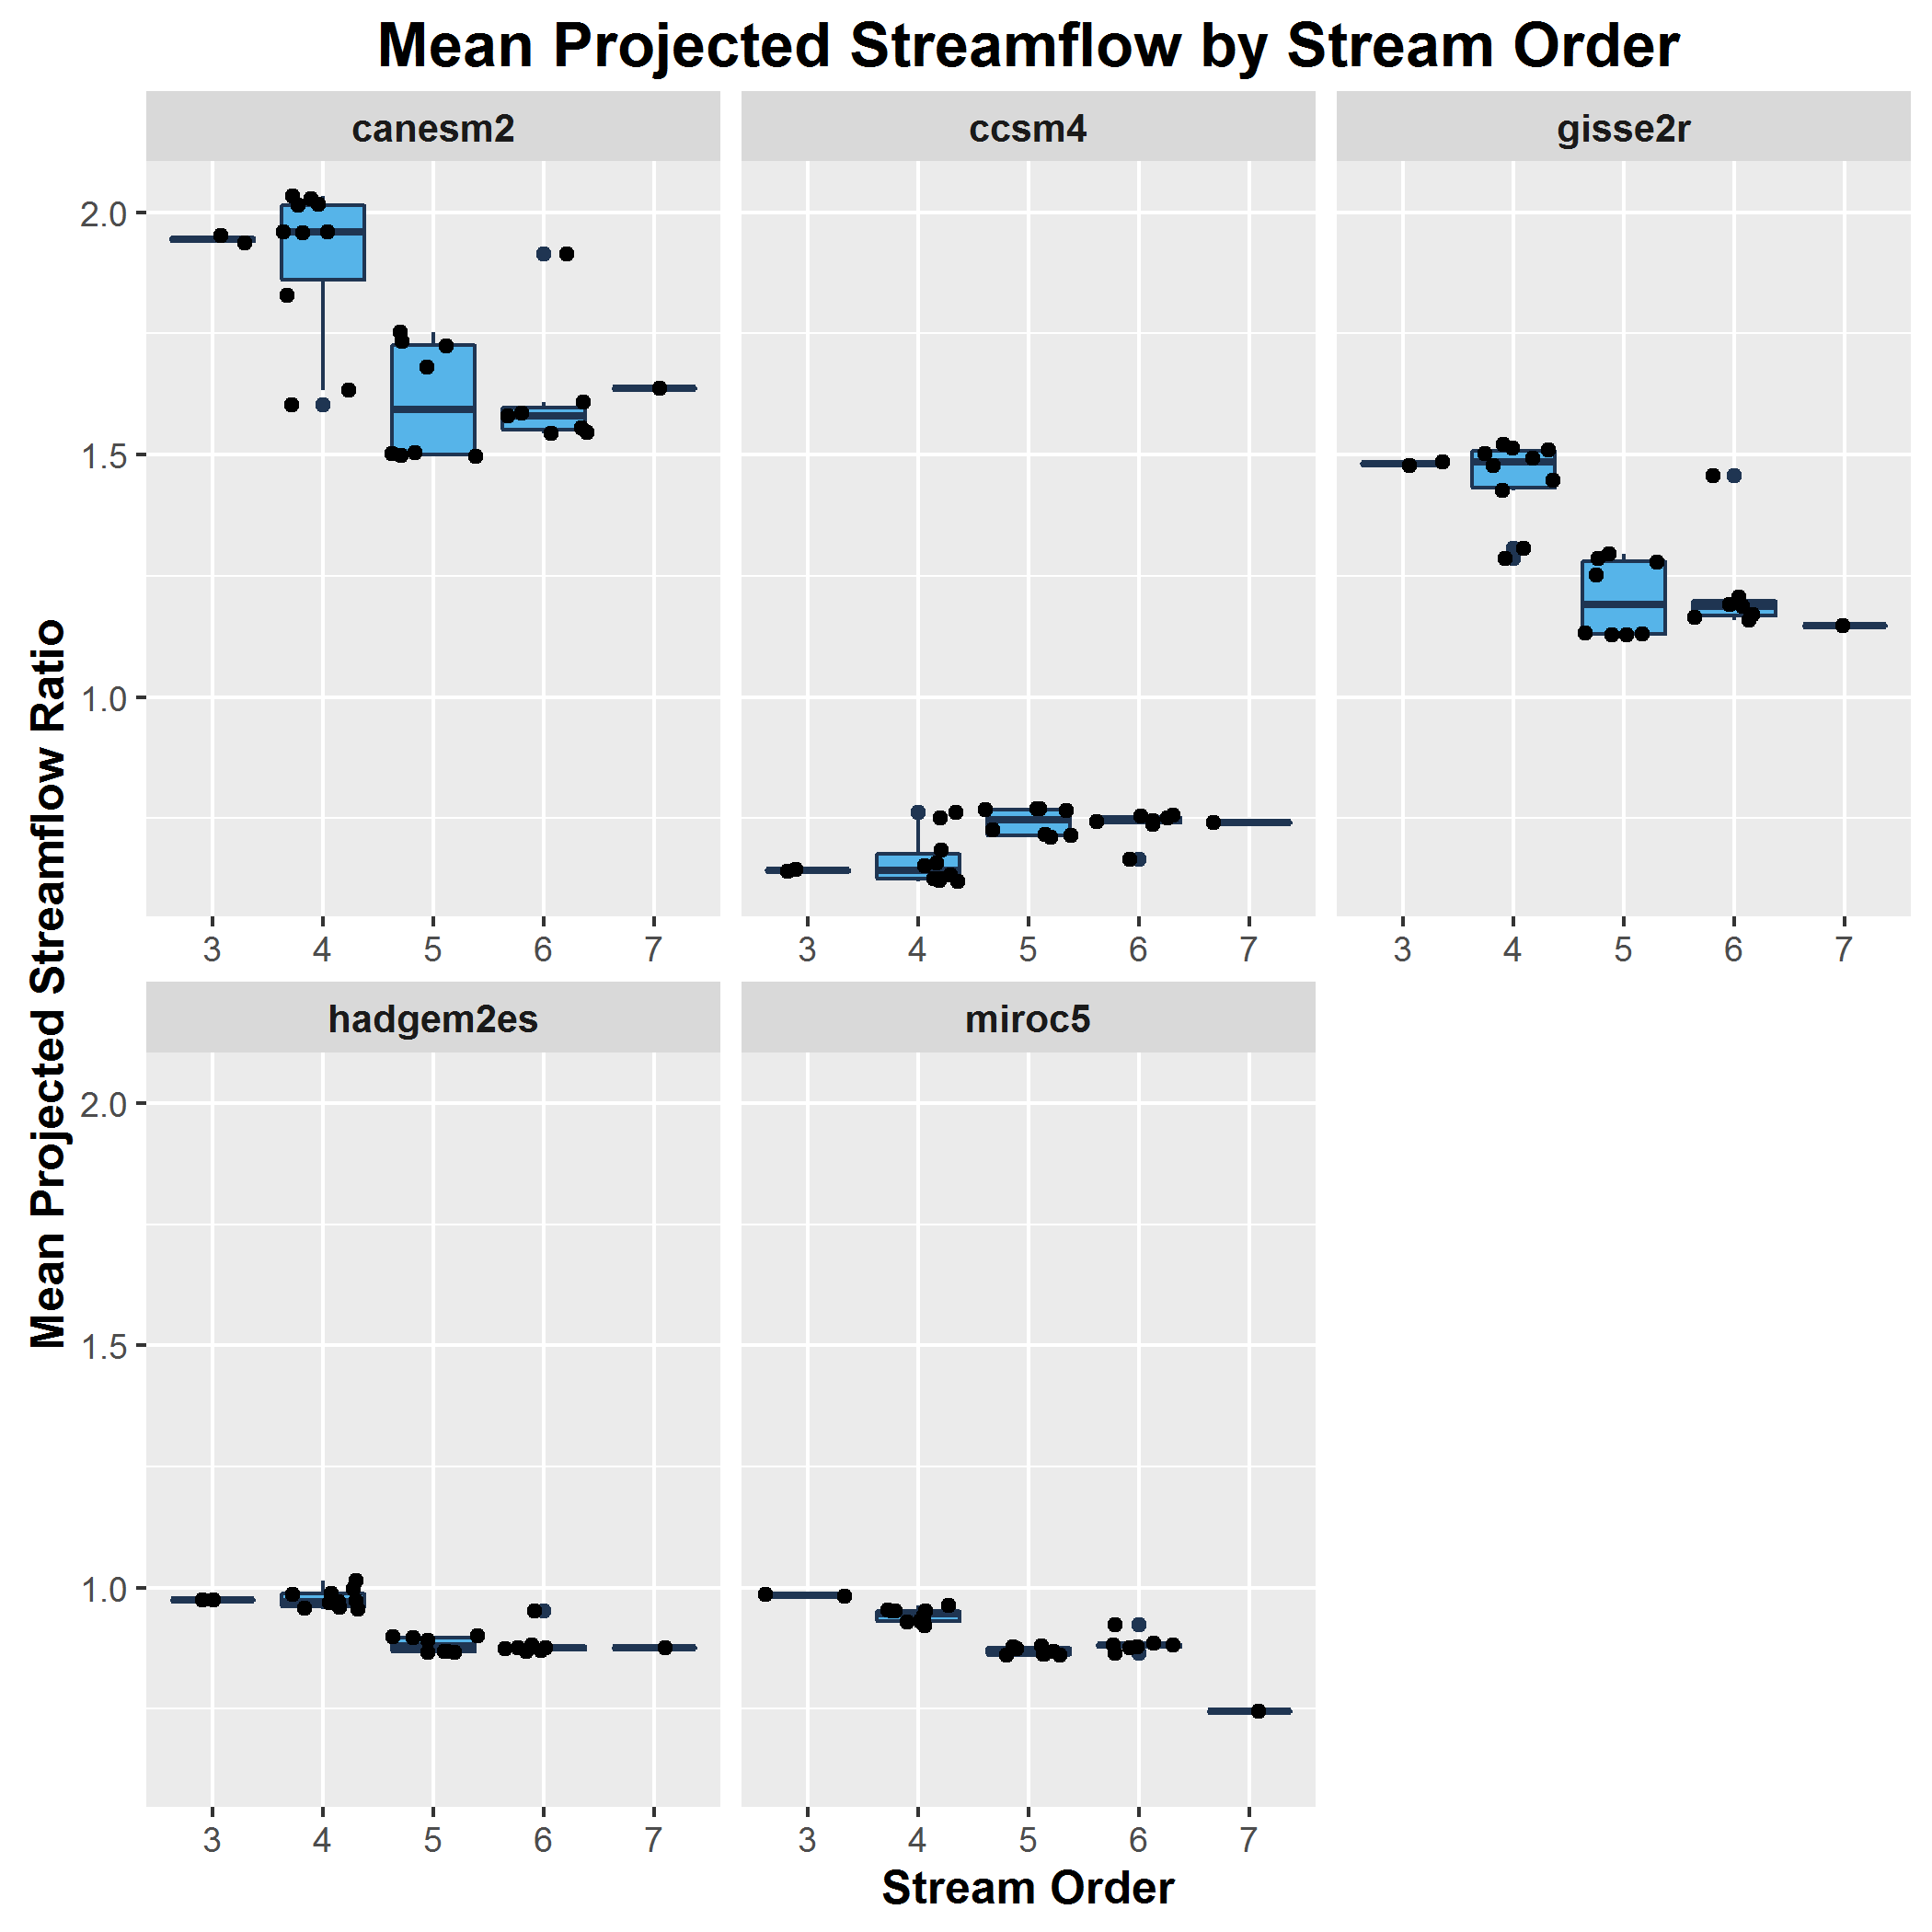 Mean Projected Streamflow by Stream Order
canesm2 ccsm4 gisse2r
2.0
1.5
1.0
3 4 5 6 7 3 4 5 6 7 3 4 5 6 7
Mean Projected Streamflow Ratio
hadgem2es miroc5
2.0
1.5
1.0
3 4 5 6 7 3 4 5 6 7
Stream Order